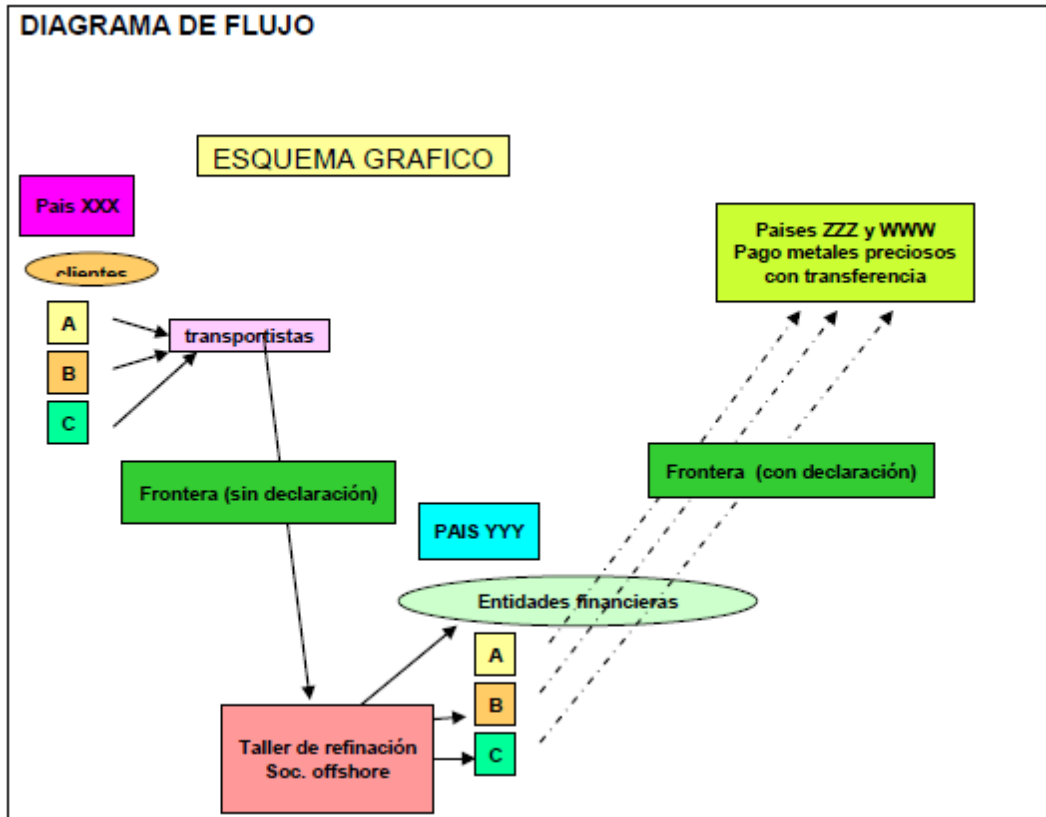 DIAGRAMA DE FLUJO
ESQUEMA GRAFICO
Pais XXX
clientes
A
B
C
transportistas
Frontera (sin declaración)
Paises ZZZ y WWW
Pago metales preciosos
con transferencia
Frontera (con declaración)
PAIS YYY
Entidades financieras
A
B
C
Taller de refinación
Soc. offshore